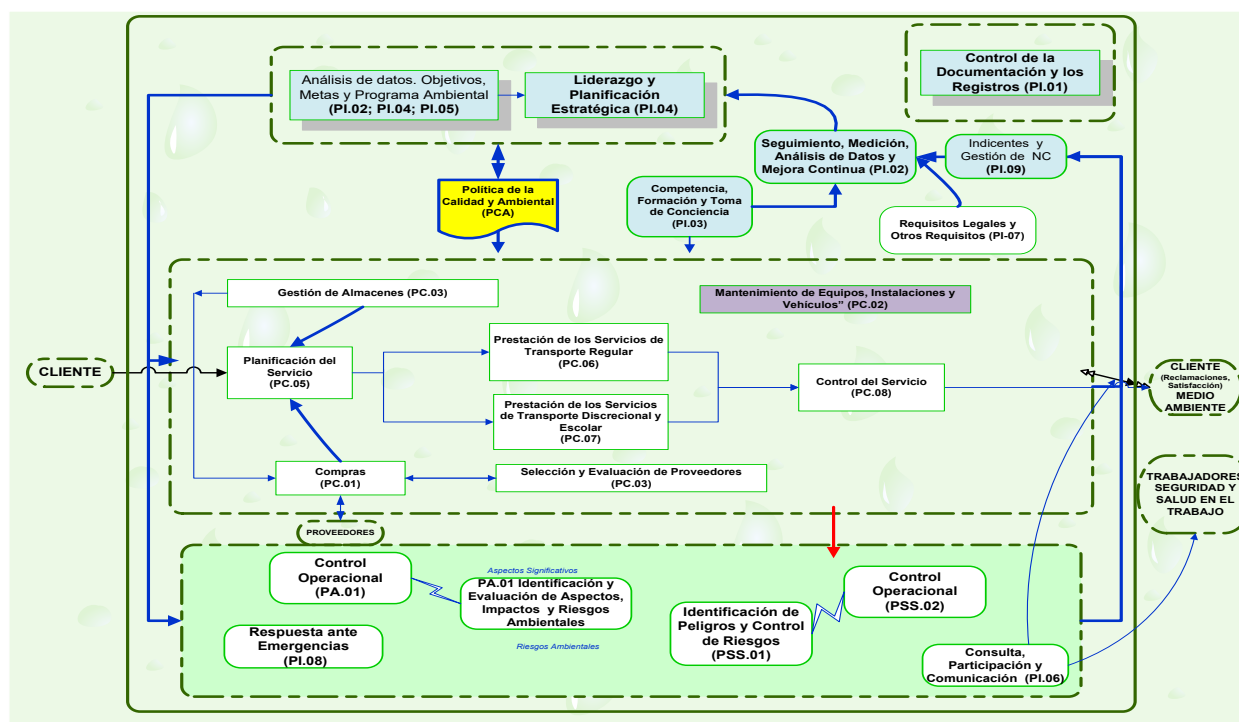 Análisis de datos. Objetivos,
Metas y Programa Ambiental
(PI.02; PI.04; PI.05)
Liderazgo y
Planificación
Estratégica (PI.04)
Control de la
Documentación y los
Registros (PI.01)
Seguimiento, Medición,
Análisis de Datos y
Mejora Continua (PI.02)
Indicentes y
Gestión de NC
(PI.09)
Política de la
Calidad y Ambiental
(PCA)
Competencia,
Formación y Toma
de Conciencia
(PI.03)
Requisitos Legales y
Otros Requisitos (PI-07)
Gestión de Almacenes (PC.03)
Mantenimiento de Equipos, Instalaciones y
Vehículos" (PC.02)
CLIENTE
Planificación del
Servicio
(PC.05)
Prestación de los Servicios de
Transporte Regular
(PC.06)
Prestación de los Servicios
de Transporte Discrecional y
Escolar
(PC.07)
Control del Servicio
(PC.08)
CLIENTE
(Reclamaciones,
Satisfacción)
MEDIO
AMBIENTE
Compras
(PC.01)
Selección y Evaluación de Proveedores
(PC.03)
TRABAJADORES
SEGURIDAD Y
SALUD EN EL
TRABAJO
PROVEEDORES
Control
Operacional
(PA.01)
Aspectos Significativos
PA.01 Identificación y
Evaluación de Aspectos,
Impactos y Riesgos
Ambientales
Riesgos Ambientales
Respuesta ante
Emergencias
(PI.08)
Identificación de
Peligros y Control
de Riesgos
(PSS.01)
Control
Operacional
(PSS.02)
Consulta,
Participación y
Comunicación (PI.06)